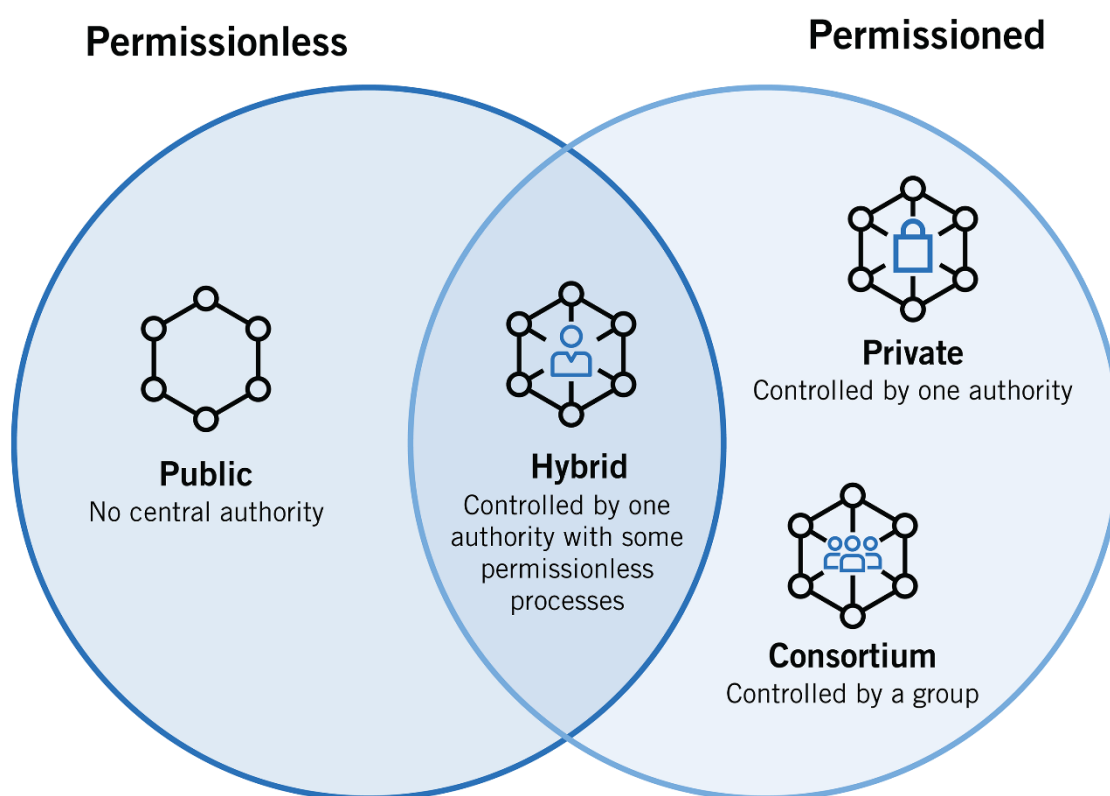 Permissionless
Permissioned
Public
No central authority
Hybrid
Controlled by one
authority with some
permissionless
processes
Private
Controlled by one authority
Consortium
Controlled by a group